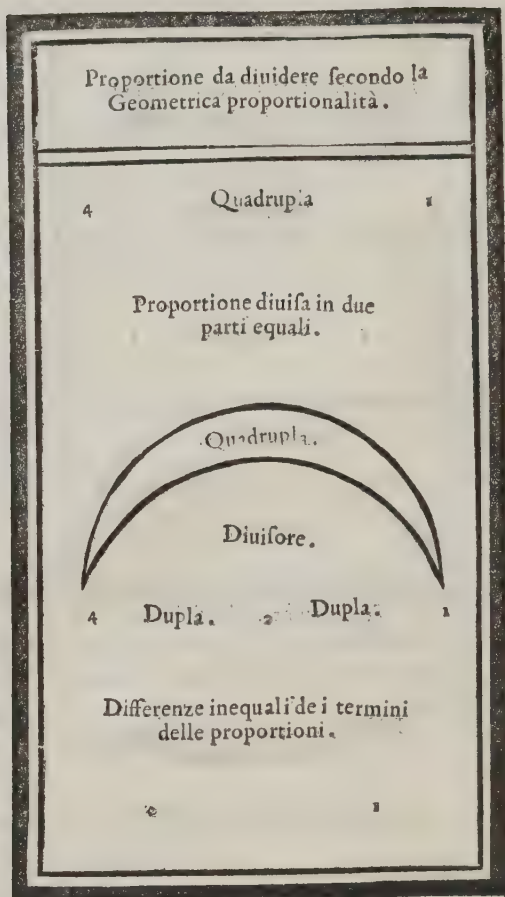 Proportione da diuidere ſecondo la
Geometrica proportionalità.
4 Quadrupla 1
Proportione diuiſa in due
parti equali.
Quadrupla.
Diuiſore.
4 Dupla. 2 Dupla. 1
Differenze inequali de i termini
delle proportioni.
1